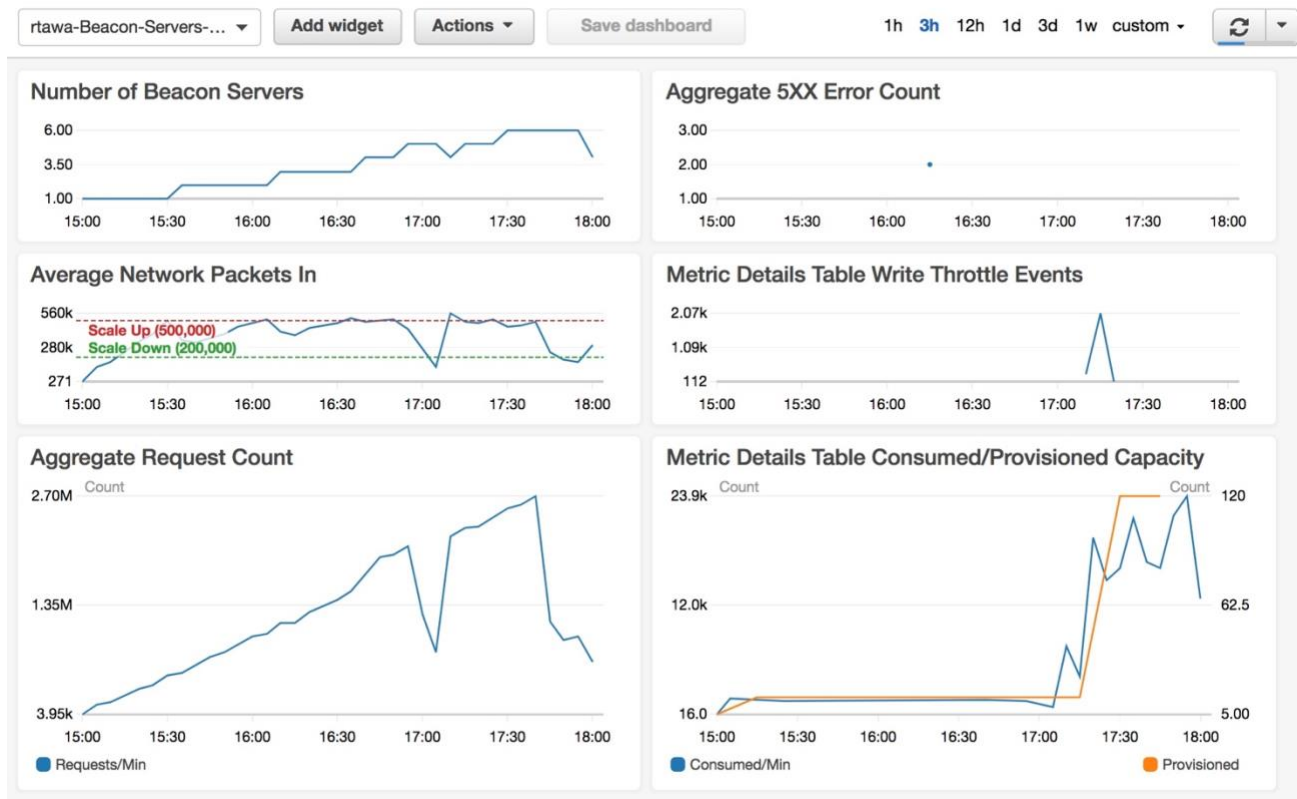 rtawa-Beacon-Servers-...
Add widget
Actions
Save dashboard
1h 3h 12h 1d 3d 1w custom
Number of Beacon Servers
6.00
3.50
1.00
15:00 15:30 16:00 16:30 17:00 17:30 18:00
Aggregate 5XX Error Count
3.00
2.00
1.00
15:00 15:30 16:00 16:30 17:00 17:30 18:00
Average Network Packets In
560k
Scale Up (500,000)
280k
Scale Down (200,000)
271
15:00 15:30 16:00 16:30 17:00 17:30 18:00
Metric Details Table Write Throttle Events
2.07k
1.09k
112
15:00 15:30 16:00 16:30 17:00 17:30 18:00
Aggregate Request Count
Count
2.70M
1.35M
3.95k
15:00 15:30 16:00 16:30 17:00 17:30 18:00
Requests/Min
Metric Details Table Consumed/Provisioned Capacity
Count Count
23.9k 120
12.0k 62.5
16.0 5.00
15:00 15:30 16:00 16:30 17:00 17:30 18:00
Consumed/Min Provisioned